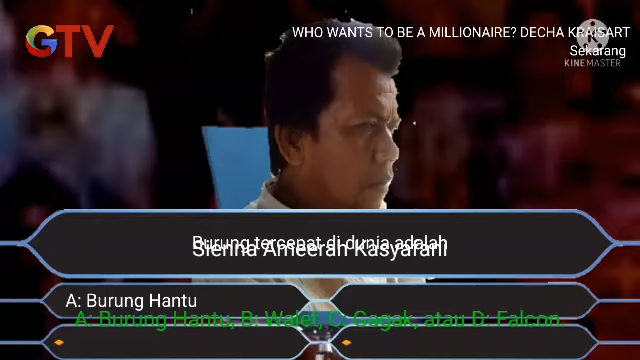 GTV
WHO WANTS TO BE A MILLIONAIRE? DECHA KRAISART
Sekarang
KINEMASTER
Burung tercepat di dunia adalah
Sienna Ameerah Kasyafani
A: Burung Hantu
A: Burung Hantu, B: Walet, C: Gagak, atau D: Falcon.